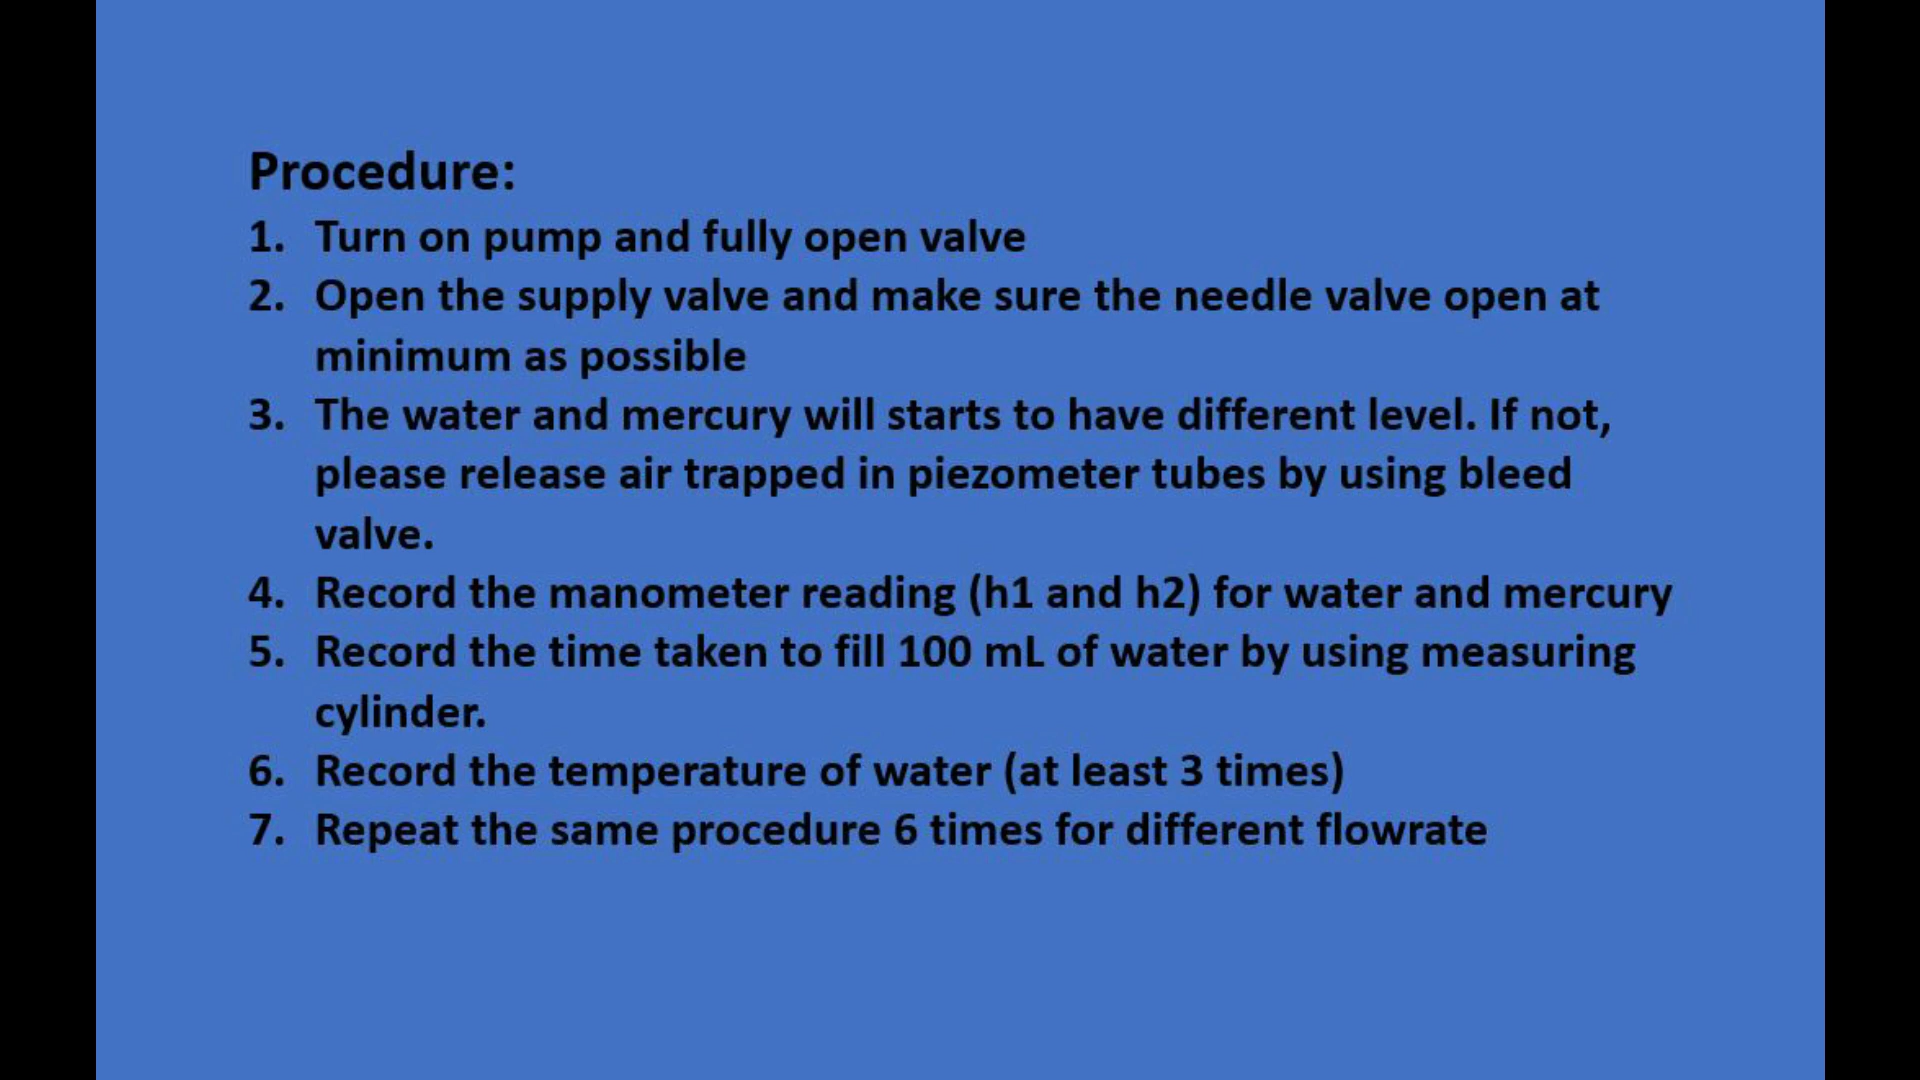 Procedure:
1. Turn on pump and fully open valve
2. Open the supply valve and make sure the needle valve open at
minimum as possible
3. The water and mercury will starts to have different level. If not,
please release air trapped in piezometer tubes by using bleed
valve.
4. Record the manometer reading (h1 and h2) for water and mercury
5. Record the time taken to fill 100 mL of water by using measuring
cylinder.
6. Record the temperature of water (at least 3 times)
7. Repeat the same procedure 6 times for different flowrate